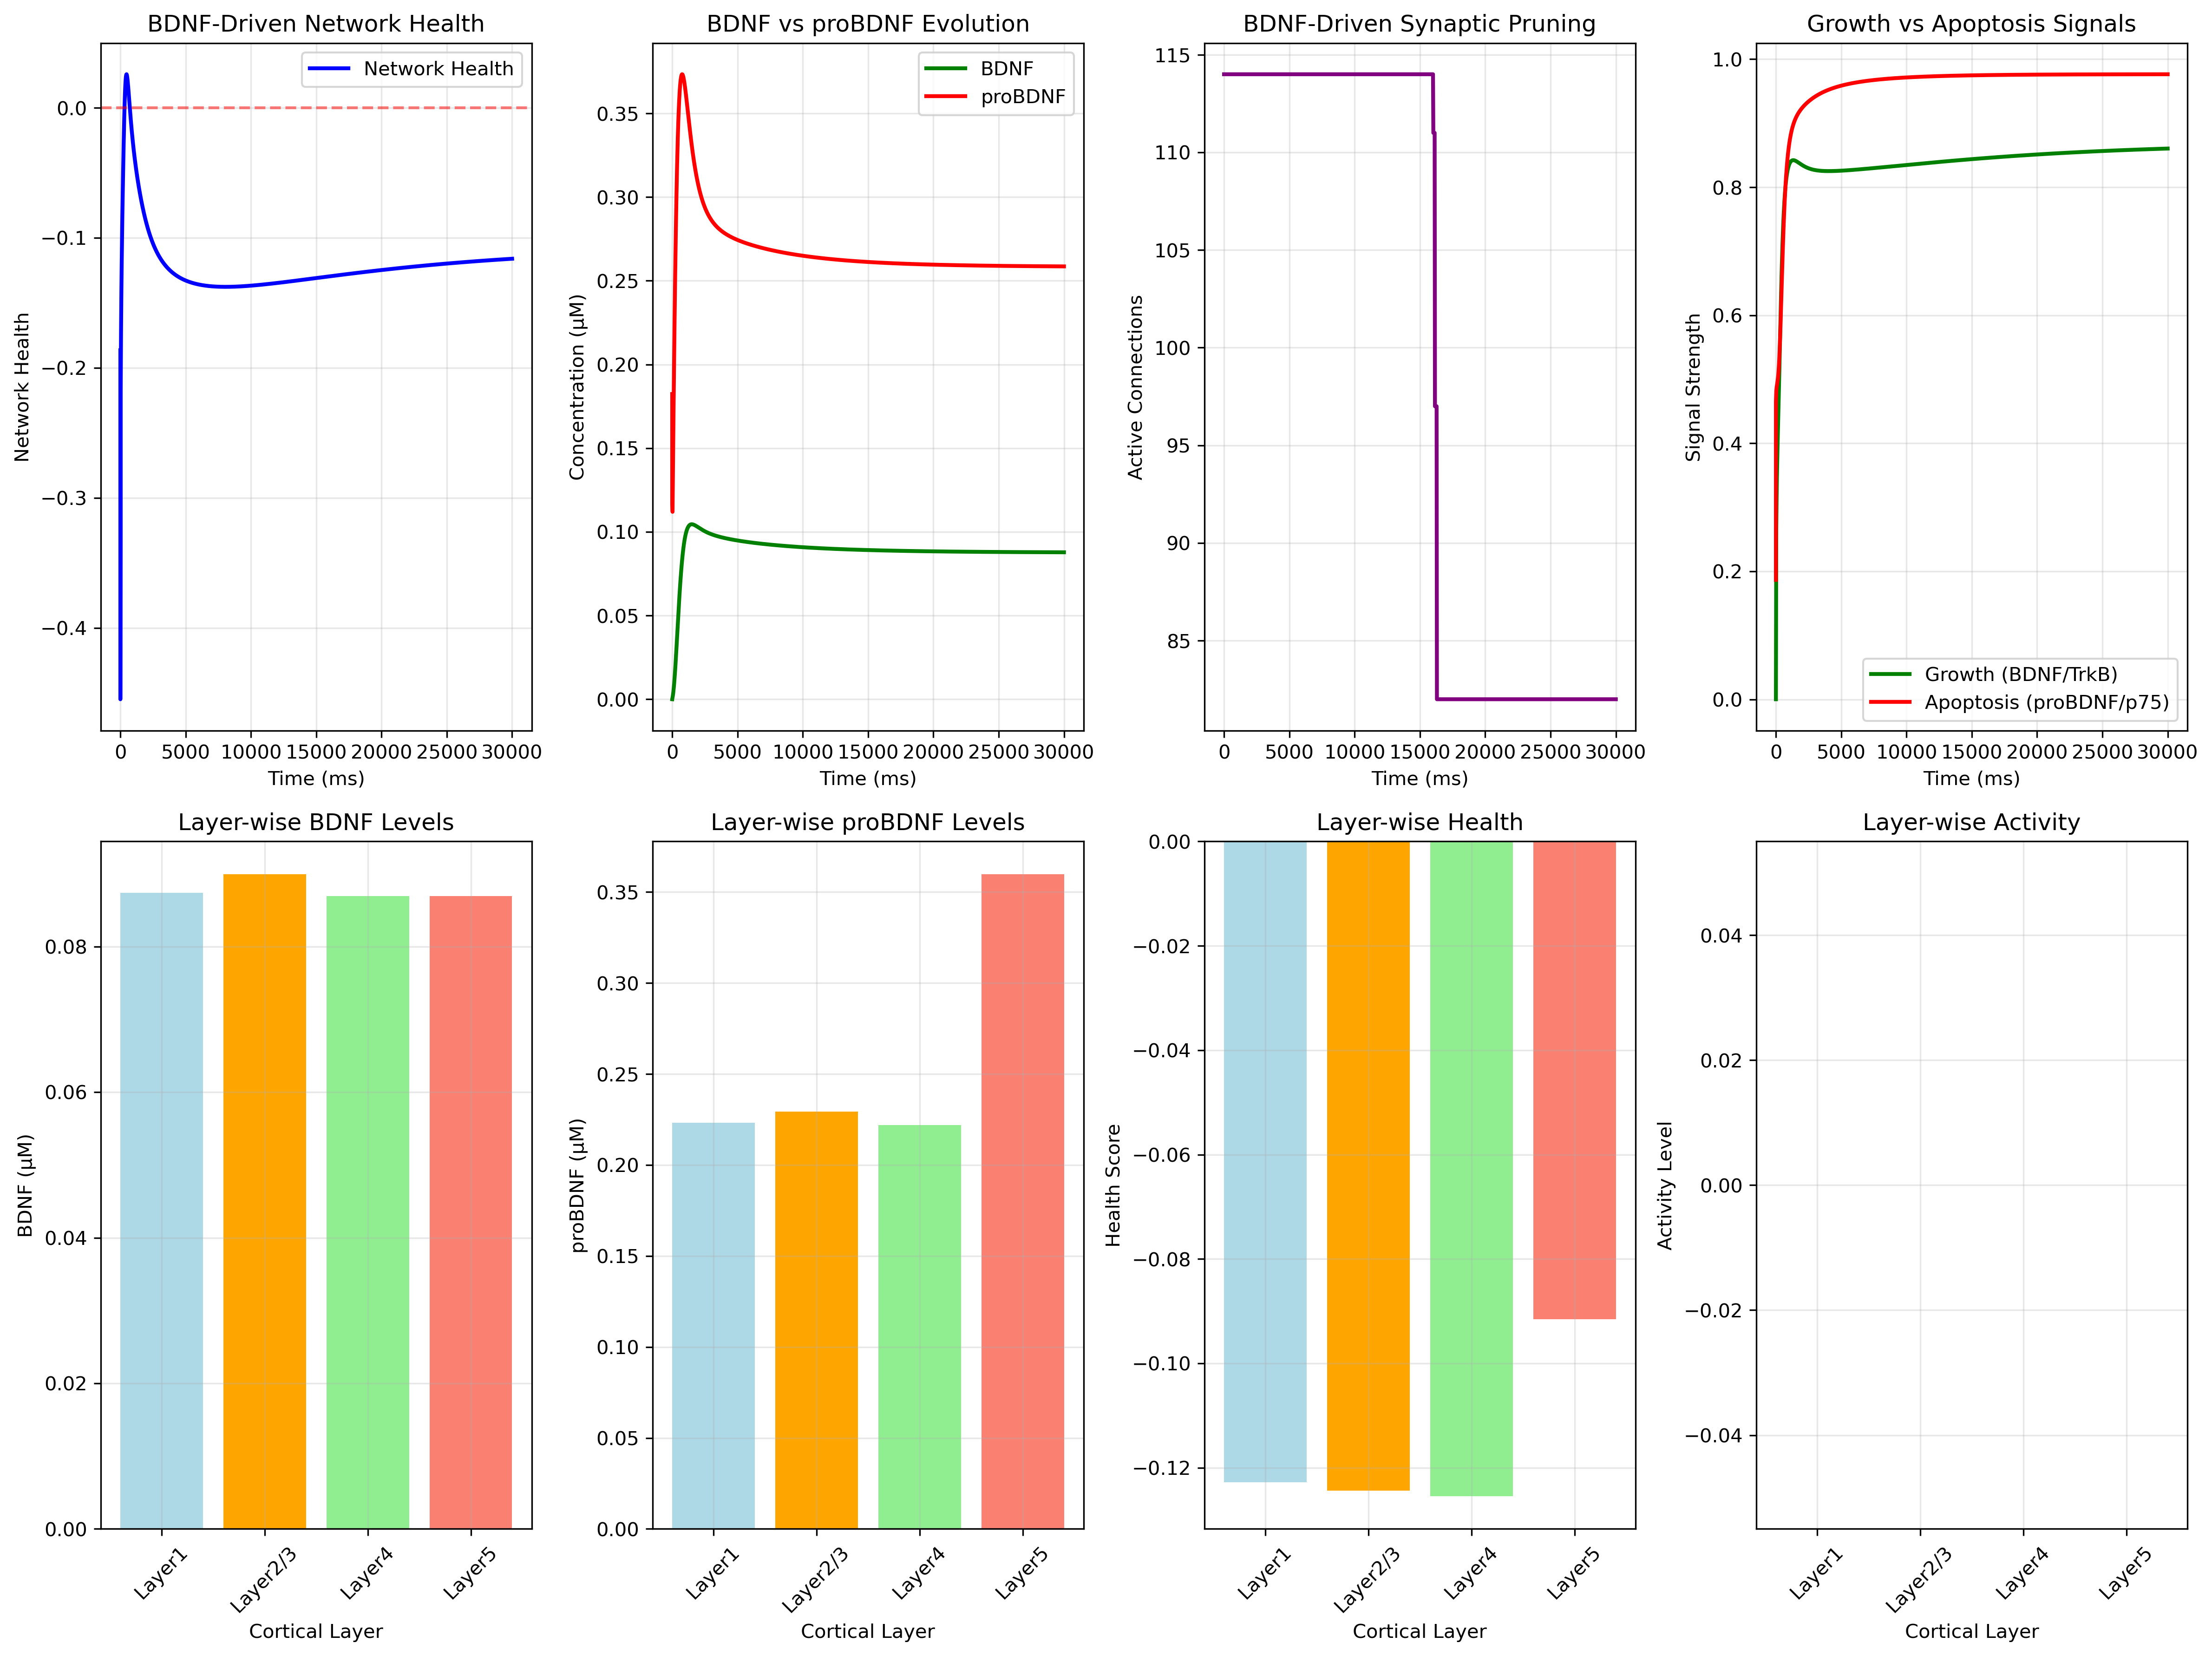 BDNF-Driven Network Health
Network Health
0.0
−0.1
−0.2
−0.3
−0.4
Network Health
0 5000 10000 15000 20000 25000 30000
Time (ms)
BDNF vs proBDNF Evolution
BDNF
proBDNF
0.35
0.30
0.25
0.20
0.15
0.10
0.05
0.00
Concentration (μM)
0 5000 10000 15000 20000 25000 30000
Time (ms)
BDNF-Driven Synaptic Pruning
115
110
105
100
95
90
85
Active Connections
0 5000 10000 15000 20000 25000 30000
Time (ms)
Growth vs Apoptosis Signals
1.0
0.8
0.6
0.4
0.2
0.0
Signal Strength
Growth (BDNF/TrkB)
Apoptosis (proBDNF/p75)
0 5000 10000 15000 20000 25000 30000
Time (ms)
Layer-wise BDNF Levels
0.08
0.06
0.04
0.02
0.00
BDNF (μM)
Layer1 Layer2/3 Layer4 Layer5
Cortical Layer
Layer-wise proBDNF Levels
0.35
0.30
0.25
0.20
0.15
0.10
0.05
0.00
proBDNF (μM)
Layer1 Layer2/3 Layer4 Layer5
Cortical Layer
Layer-wise Health
0.00
−0.02
−0.04
−0.06
−0.08
−0.10
−0.12
Health Score
Layer1 Layer2/3 Layer4 Layer5
Cortical Layer
Layer-wise Activity
0.04
0.02
0.00
−0.02
−0.04
Activity Level
Layer1 Layer2/3 Layer4 Layer5
Cortical Layer